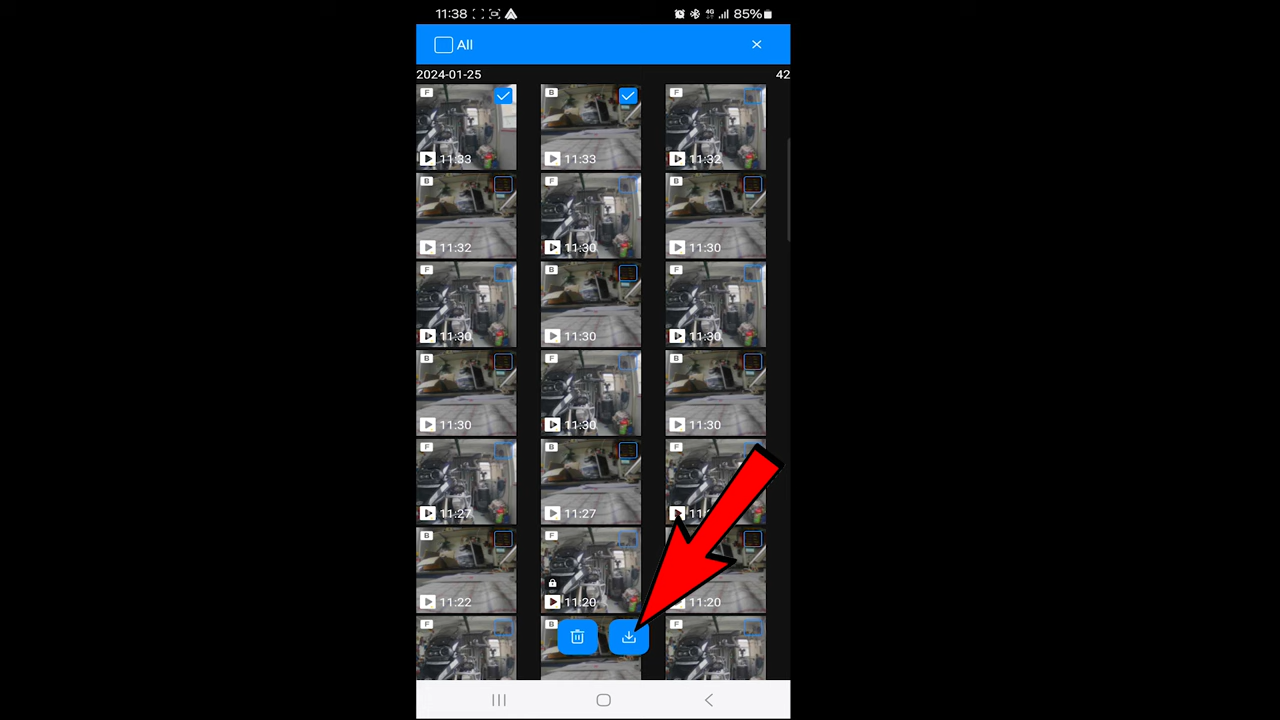 11:38 4G 85%
All
2024-01-25 42
F B F
11:33 11:33 11:32
B F B
11:32 11:30 11:30
F B F
11:30 11:30 11:30
B F B
11:30 11:30 11:30
F B F
11:27 11:27
B F
11:22 11:20 11:20
F B F